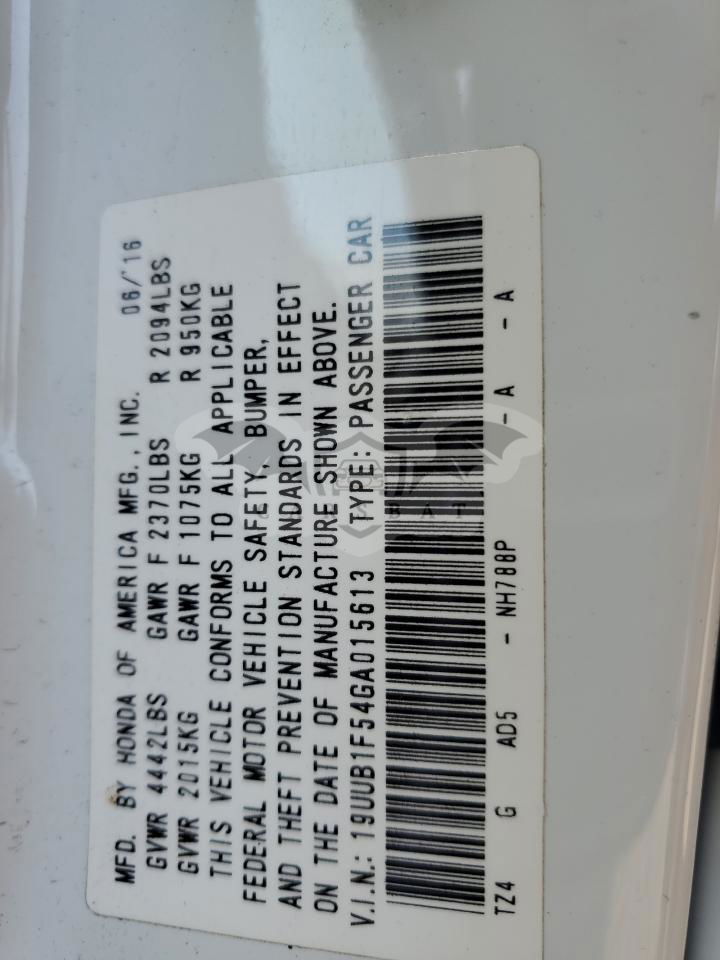 MFD. BY HONDA OF AMERICA MFG., INC. 06/'16
GVWR 4442LBS GAWR F 2370LBS R 2094LBS
GVWR 2015KG GAWR F 1075KG R 950KG
THIS VEHICLE CONFORMS TO ALL APPLICABLE
FEDERAL MOTOR VEHICLE SAFETY, BUMPER,
AND THEFT PREVENTION STANDARDS IN EFFECT
ON THE DATE OF MANUFACTURE SHOWN ABOVE.
V.I.N.: 19UUB1F54GA015613 TYPE: PASSENGER CAR
TZ4 G AD5 - NH788P - A - A